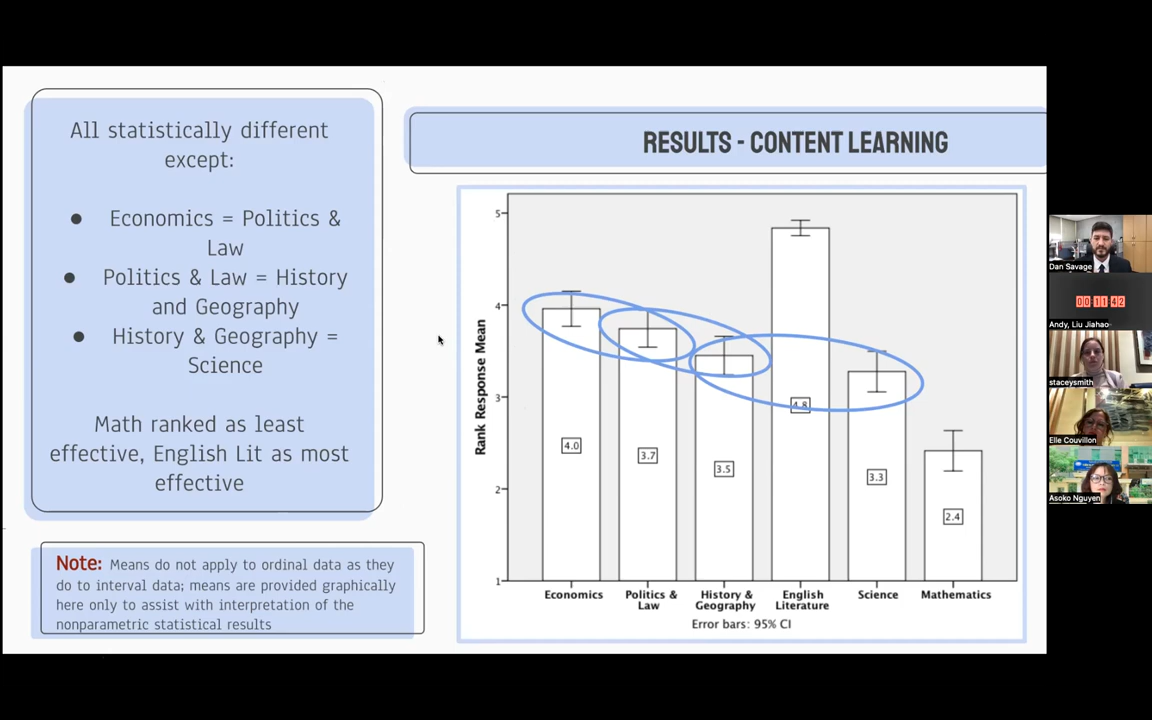 All statistically different
except:
● Economics = Politics &
Law
● Politics & Law = History
and Geography
● History & Geography =
Science
Math ranked as least
effective, English Lit as most
effective
Note: Means do not apply to ordinal data as they
do to interval data; means are provided graphically
here only to assist with interpretation of the
nonparametric statistical results
RESULTS - CONTENT LEARNING
Rank Response Mean
5
4
3
2
1
4.0
3.7
3.5
4.8
3.3
2.4
Economics
Politics &
Law
History &
Geography
English
Literature
Science
Mathematics
Error bars: 95% CI
Dan Savage
00:11:42
Andy, Liu Jiahao
staceysmith
Elle Couvillon
Asoko Nguyen